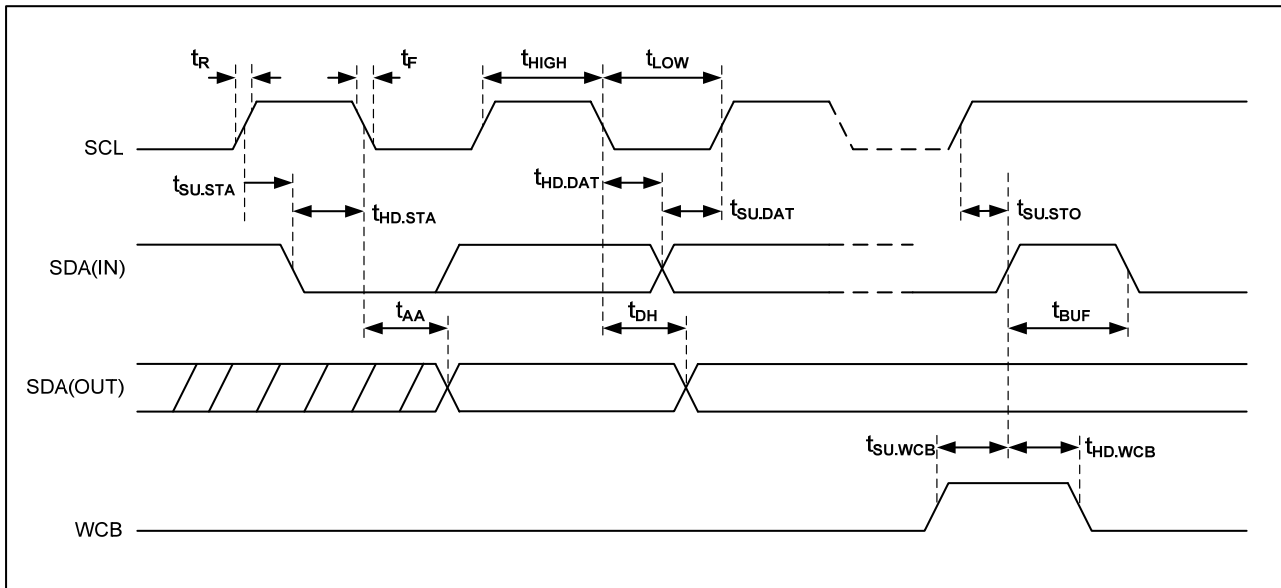 tR tF tHIGH tLOW
SCL
tSU.STA tHD.STA tHD.DAT tSU.DAT tSU.STO
SDA(IN)
tAA tDH tBUF
SDA(OUT)
tSU.WCB tHD.WCB
WCB